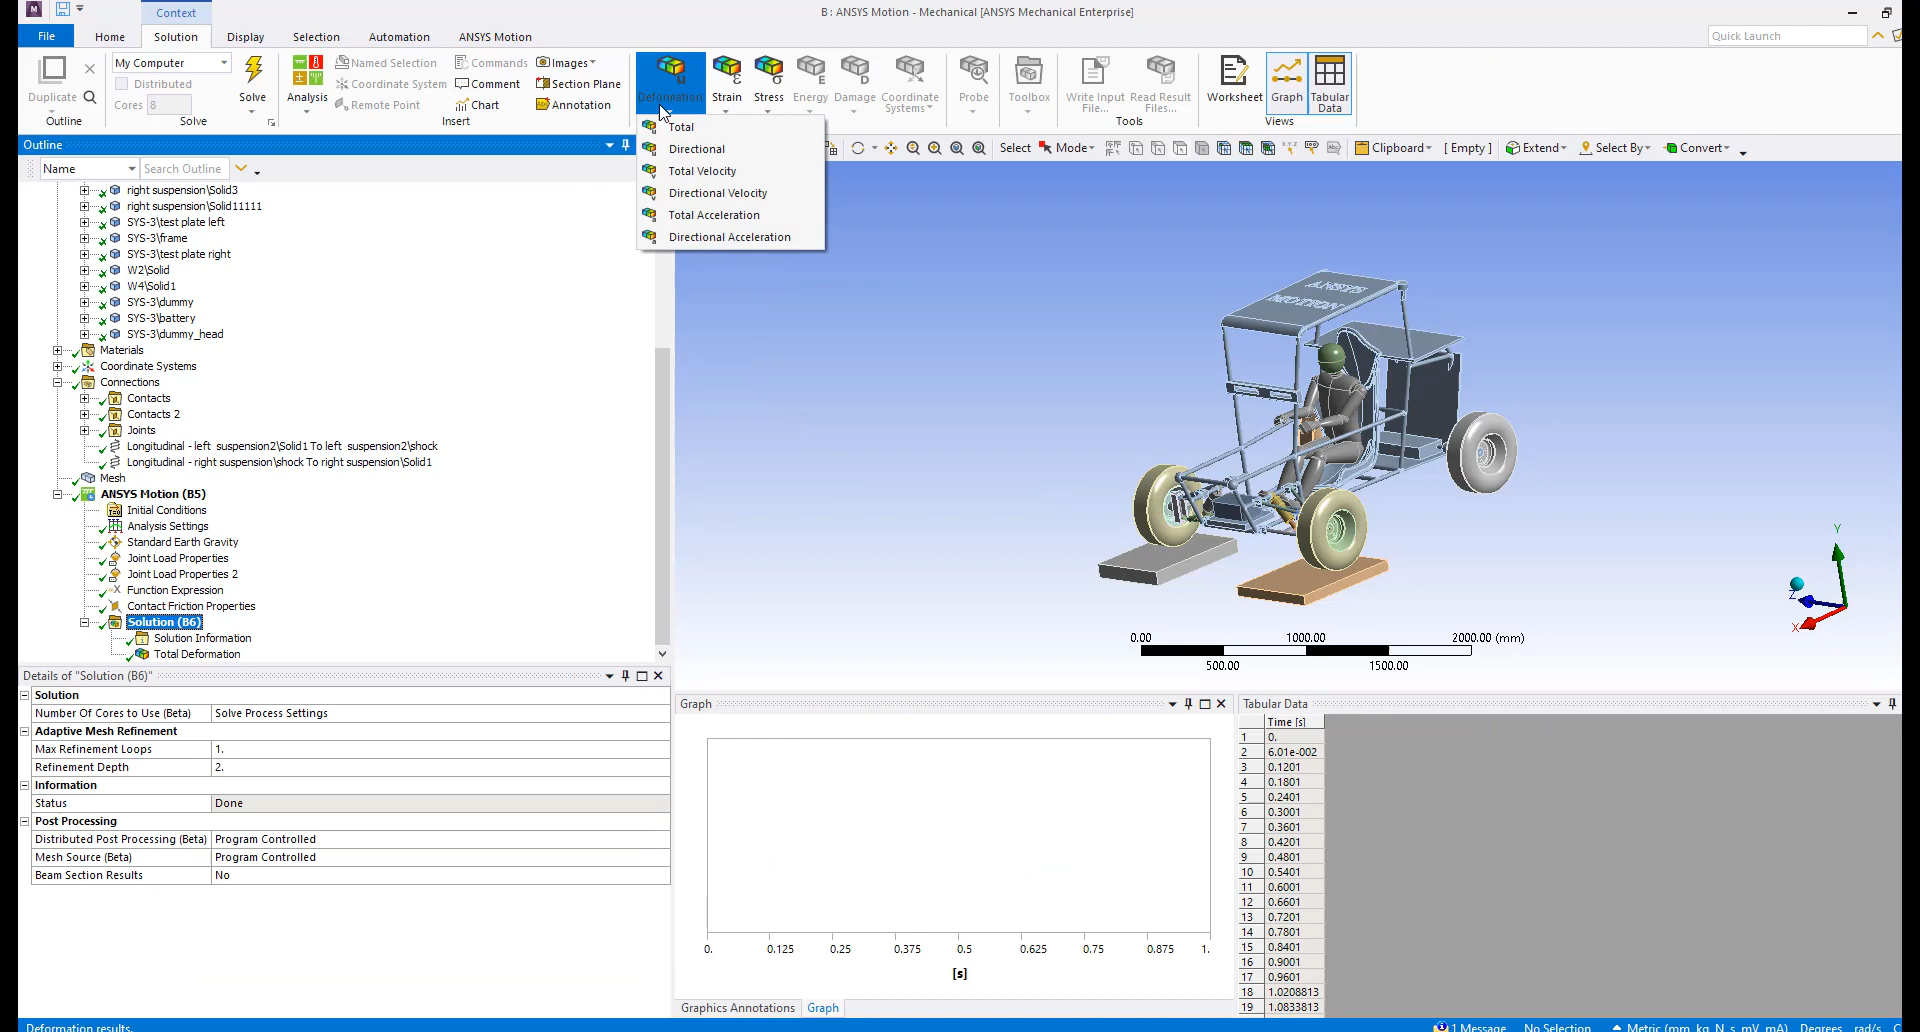 Context
B : ANSYS Motion - Mechanical [ANSYS Mechanical Enterprise]
File
Home
Solution
Display
Selection
Automation
ANSYS Motion
Quick Launch
Duplicate
Outline
My Computer
Distributed
Cores 8
Solve
Solve
Analysis
Named Selection
Coordinate System
Remote Point
Commands
Comment
Chart
Images
Section Plane
Annotation
Insert
Deformation
Strain
Stress
Energy
Damage
Coordinate
Systems
Probe
Toolbox
Write Input
File...
Read Result
Files...
Tools
Worksheet
Graph
Tabular
Data
Views
Total
Directional
Total Velocity
Directional Velocity
Total Acceleration
Directional Acceleration
Select
Mode
Clipboard
[ Empty ]
Extend
Select By
Convert
Outline
Name
Search Outline
right suspension\Solid3
right suspension\Solid11111
SYS-3\test plate left
SYS-3\frame
SYS-3\test plate right
W2\Solid
W4\Solid1
SYS-3\dummy
SYS-3\battery
SYS-3\dummy_head
Materials
Coordinate Systems
Connections
Contacts
Contacts 2
Joints
Longitudinal - left suspension2\Solid1 To left suspension2\shock
Longitudinal - right suspension\shock To right suspension\Solid1
Mesh
ANSYS Motion (B5)
Initial Conditions
Analysis Settings
Standard Earth Gravity
Joint Load Properties
Joint Load Properties 2
Function Expression
Contact Friction Properties
Solution (B6)
Solution Information
Total Deformation
ANSYS
MOTION
Y
Z
X
0.00
1000.00
2000.00 (mm)
500.00
1500.00
Details of "Solution (B6)"
Solution
Number Of Cores to Use (Beta) Solve Process Settings
Adaptive Mesh Refinement
Max Refinement Loops 1.
Refinement Depth 2.
Information
Status Done
Post Processing
Distributed Post Processing (Beta) Program Controlled
Mesh Source (Beta) Program Controlled
Beam Section Results No
Graph
0. 0.125 0.25 0.375 0.5 0.625 0.75 0.875 1.
[s]
Graphics Annotations
Graph
Tabular Data
Time [s]
1 0.
2 6.01e-002
3 0.1201
4 0.1801
5 0.2401
6 0.3001
7 0.3601
8 0.4201
9 0.4801
10 0.5401
11 0.6001
12 0.6601
13 0.7201
14 0.7801
15 0.8401
16 0.9001
17 0.9601
18 1.0208813
19 1.0833813
Deformation results.
1 Message
No Selection
Metric (mm, kg, N, s, mV, mA)
Degrees
rad/s